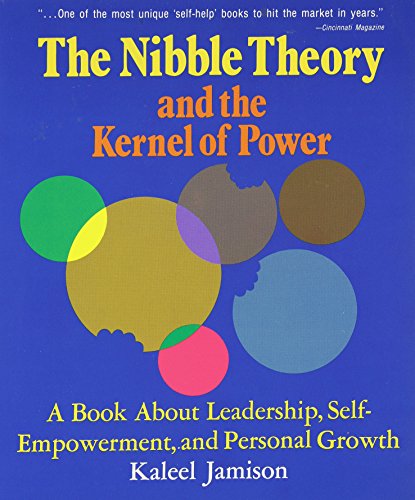 “...One of the most unique ‘self-help’ books to hit the market in years.”
—Cincinnati Magazine
The Nibble Theory
and the
Kernel of Power
A Book About Leadership, Self-
Empowerment, and Personal Growth
Kaleel Jamison